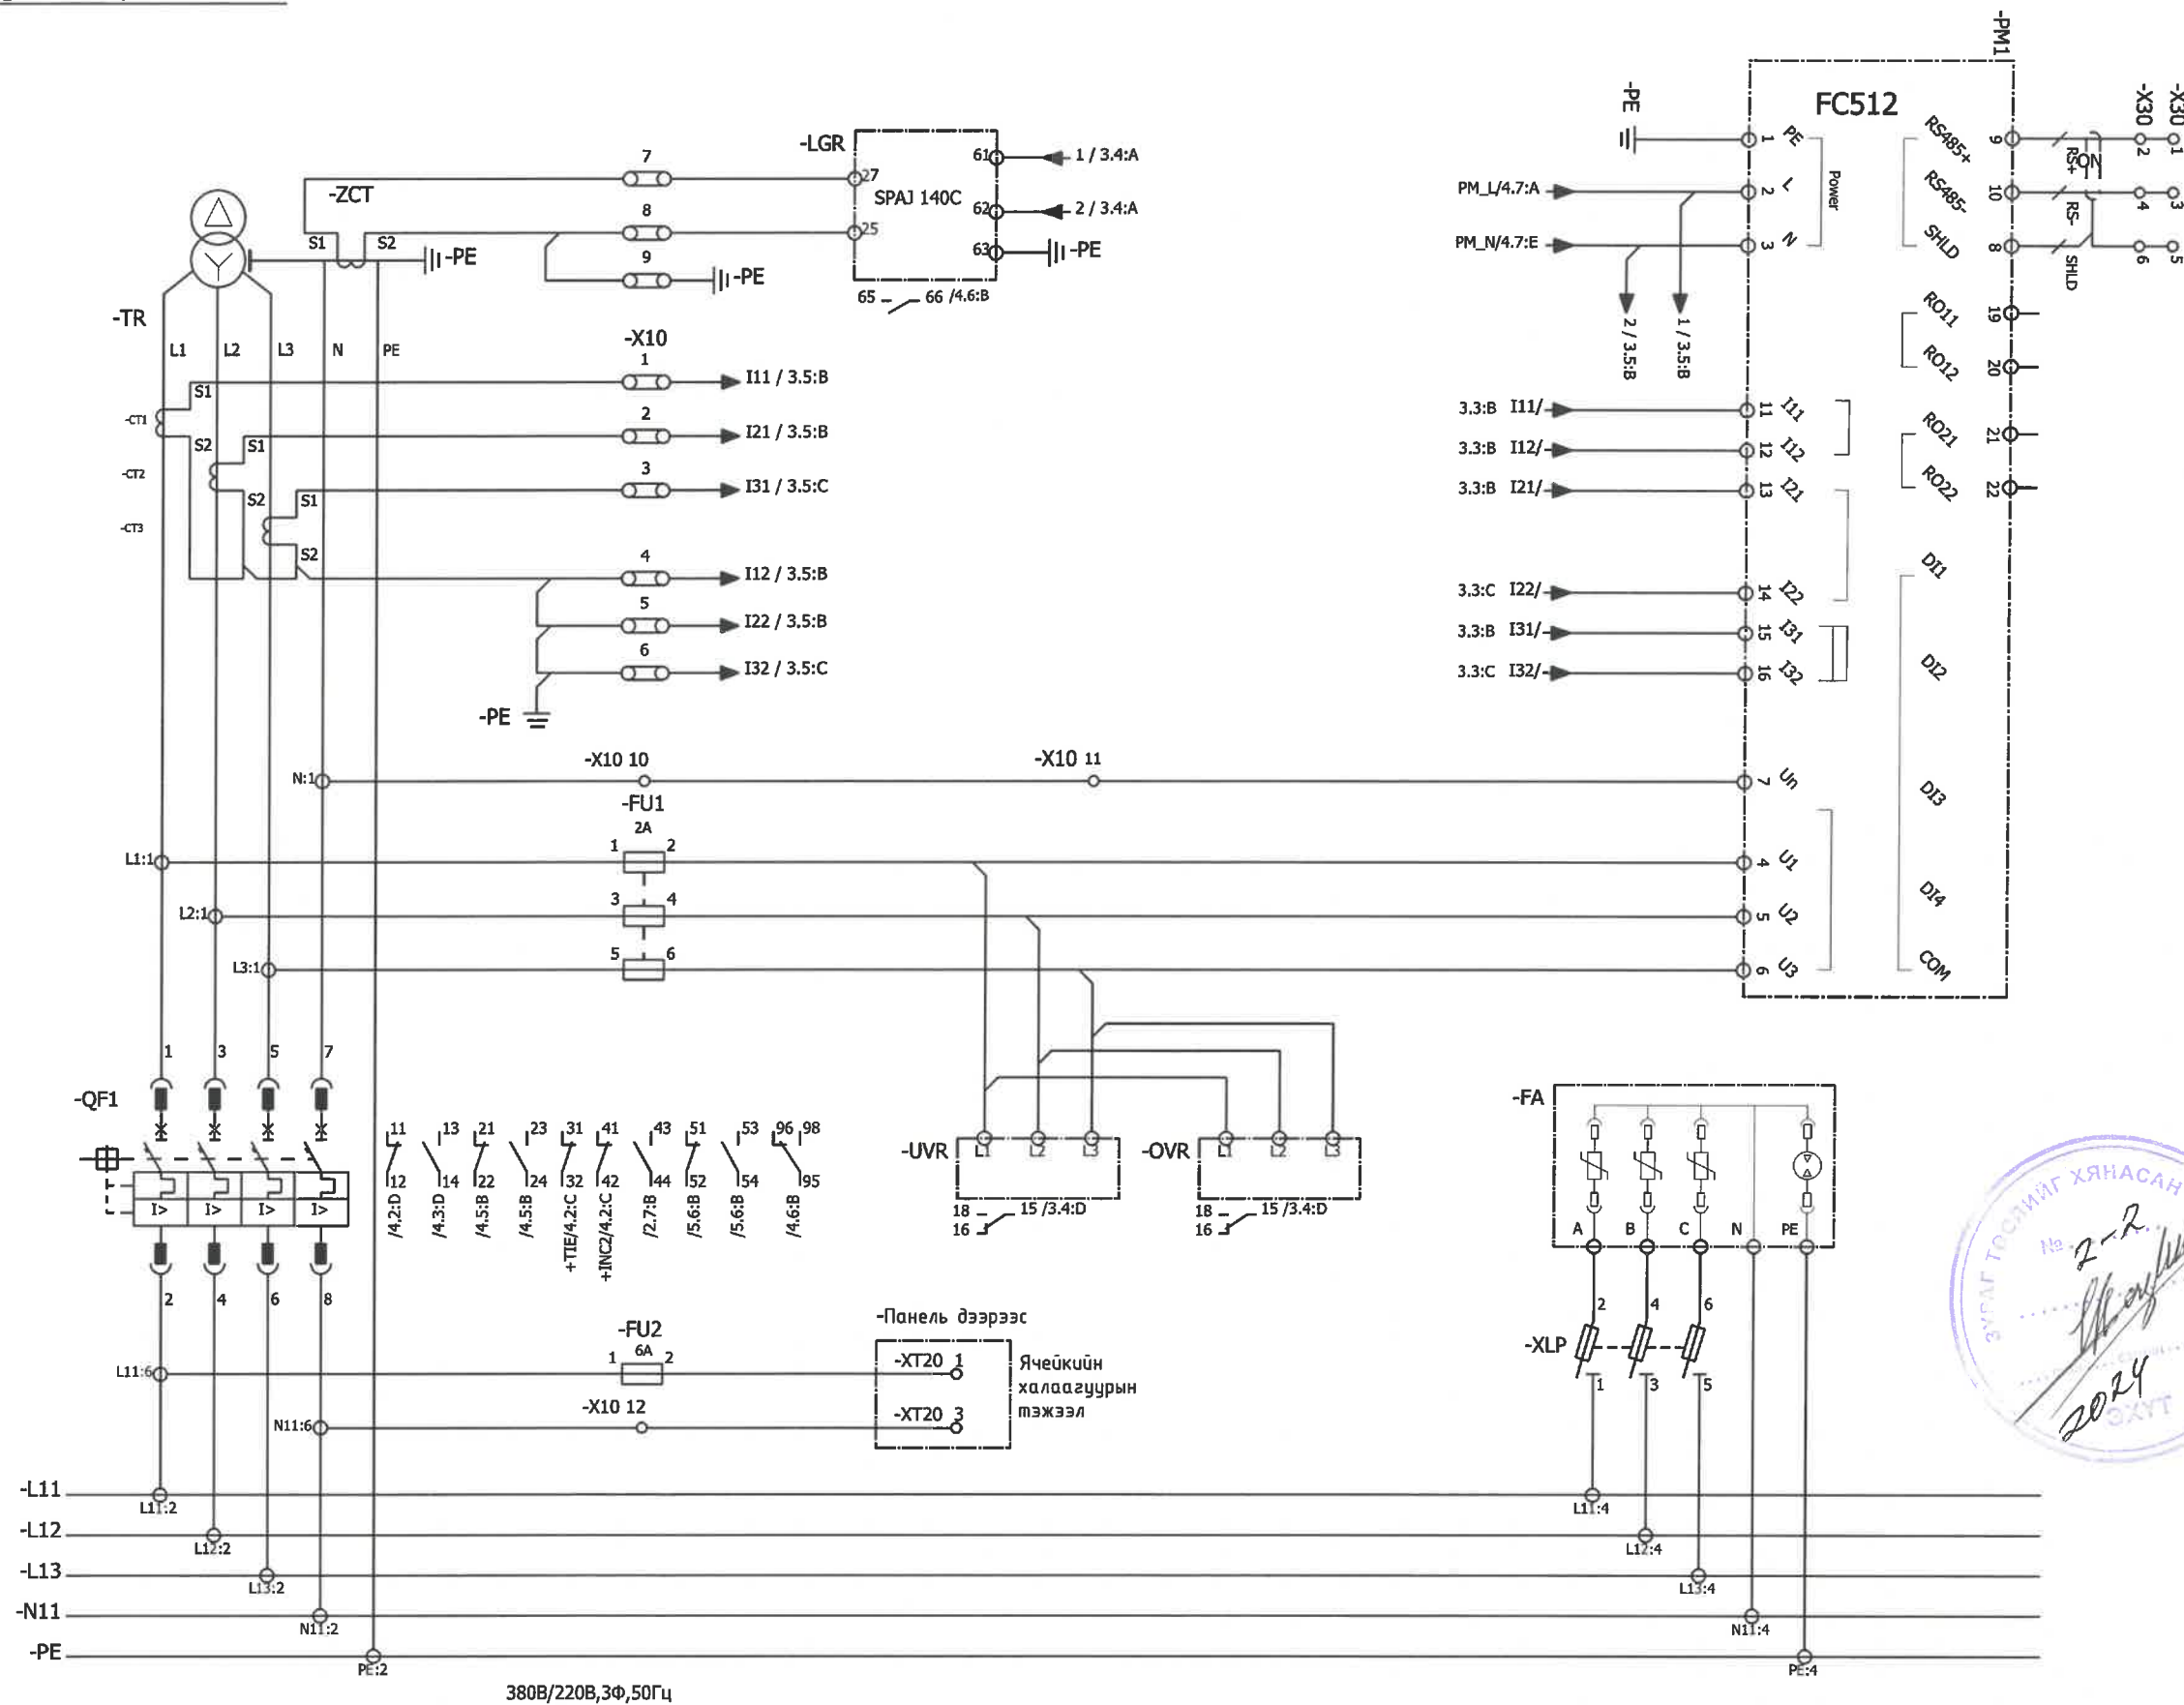 -PM1
-LGR
7
27
SPAJ 140C
61
1 / 3.4:A
-ZCT
8
25
62
2 / 3.4:A
S1
S2
-PE
9
-PE
63
-PE
65
66 /4.6:B
-TR
L1
L2
L3
N
PE
-X10
1
I11 / 3.5:B
S1
-CT1
2
I21 / 3.5:B
S2
S1
-CT2
3
I31 / 3.5:C
S2
S1
-CT3
S2
4
I12 / 3.5:B
5
I22 / 3.5:B
6
I32 / 3.5:C
-PE
FC512
-PE
1
PE
PM_L/4.7:A
2
L
Power
PM_N/4.7:E
3
N
2 / 3.5:B
1 / 3.5:B
RS485+
9
RS+
ON
RS485-
10
RS-
SHLD
8
SHLD
-X30
-X30
2
1
4
3
6
5
RO11
19
RO12
20
RO21
21
RO22
22
3.3:B I11/
11
I11
3.3:B I12/
12
I12
3.3:B I21/
13
I21
3.3:C I22/
14
I22
3.3:B I31/
15
I31
3.3:C I32/
16
I32
DI1
DI2
DI3
DI4
COM
N:1
-X10 10
-X10 11
7
Un
-FU1
2A
L1:1
1
2
4
U1
L2:1
3
4
5
U2
L3:1
5
6
6
U3
1
3
5
7
-QF1
I>
I>
I>
I>
2
4
6
8
11
12
/4.2:D
13
14
/4.3:D
21
22
/4.5:B
23
24
/4.5:B
31
32
+TIE/4.2:C
41
42
+INC2/4.2:C
43
44
/2.7:B
51
52
/5.6:B
53
54
/5.6:B
96
98
95
/4.6:B
-UVR
L1
L2
L3
18
15 /3.4:D
16
-OVR
L1
L2
L3
18
15 /3.4:D
16
-FA
A
B
C
N
PE
2
4
6
-XLP
1
3
5
-Панель дээрээс
-FU2
6A
L11:6
1
2
-XT20 1
Ячейкийн
халаагуурын
тэжээл
N11:6
-X10 12
-XT20 3
-L11
L11:2
L11:4
-L12
L12:2
L12:4
-L13
L13:2
L13:4
-N11
N11:2
N11:4
-PE
PE:2
PE:4
380В/220В,3Ф,50Гц
ЗУРАГ ТӨСЛИЙГ ХЯНАСАН
№
2-2
2024
ЭХҮТ